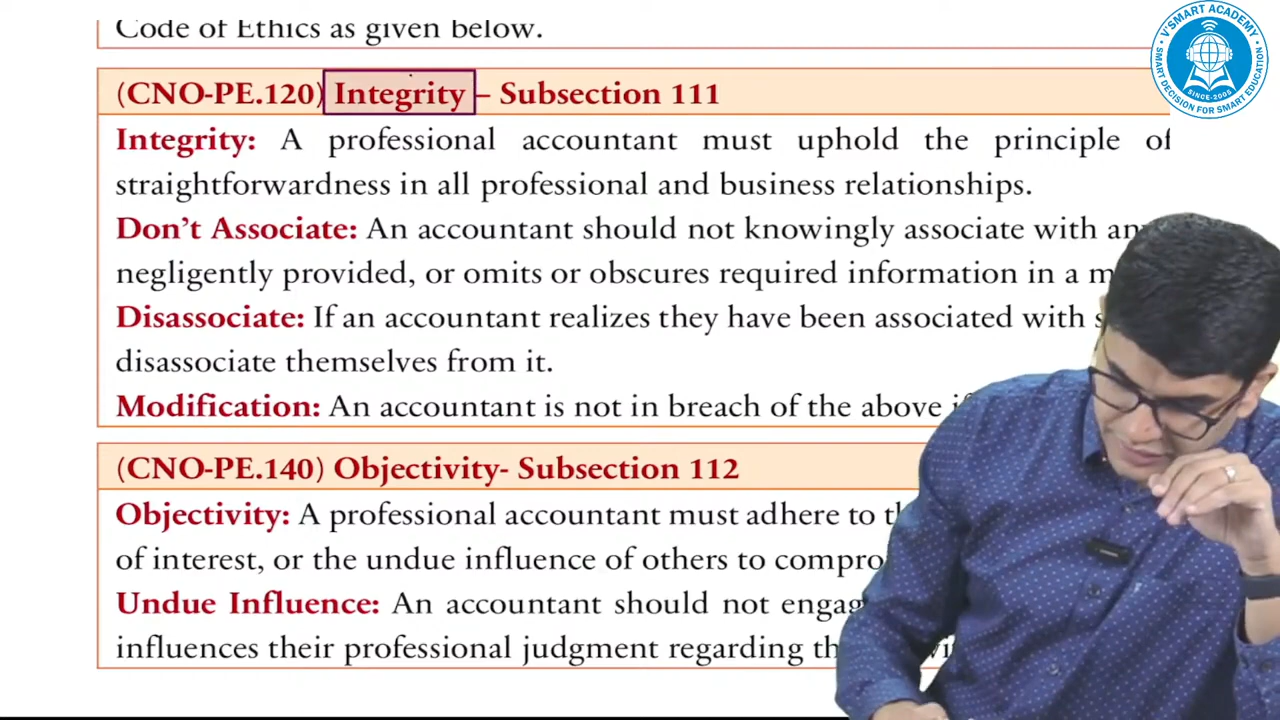 Code of Ethics as given below.
(CNO-PE.120) Integrity – Subsection 111
Integrity: A professional accountant must uphold the principle of
straightforwardness in all professional and business relationships.
Don't Associate: An accountant should not knowingly associate with
negligently provided, or omits or obscures required information in a
Disassociate: If an accountant realizes they have been associated with
disassociate themselves from it.
Modification: An accountant is not in breach of the above
(CNO-PE.140) Objectivity- Subsection 112
Objectivity: A professional accountant must adhere to
of interest, or the undue influence of others to
Undue Influence: An accountant should not
influences their professional judgment regarding
V'SMART ACADEMY
SMART DECISION FOR SMART EDUCATION
SINCE-2005